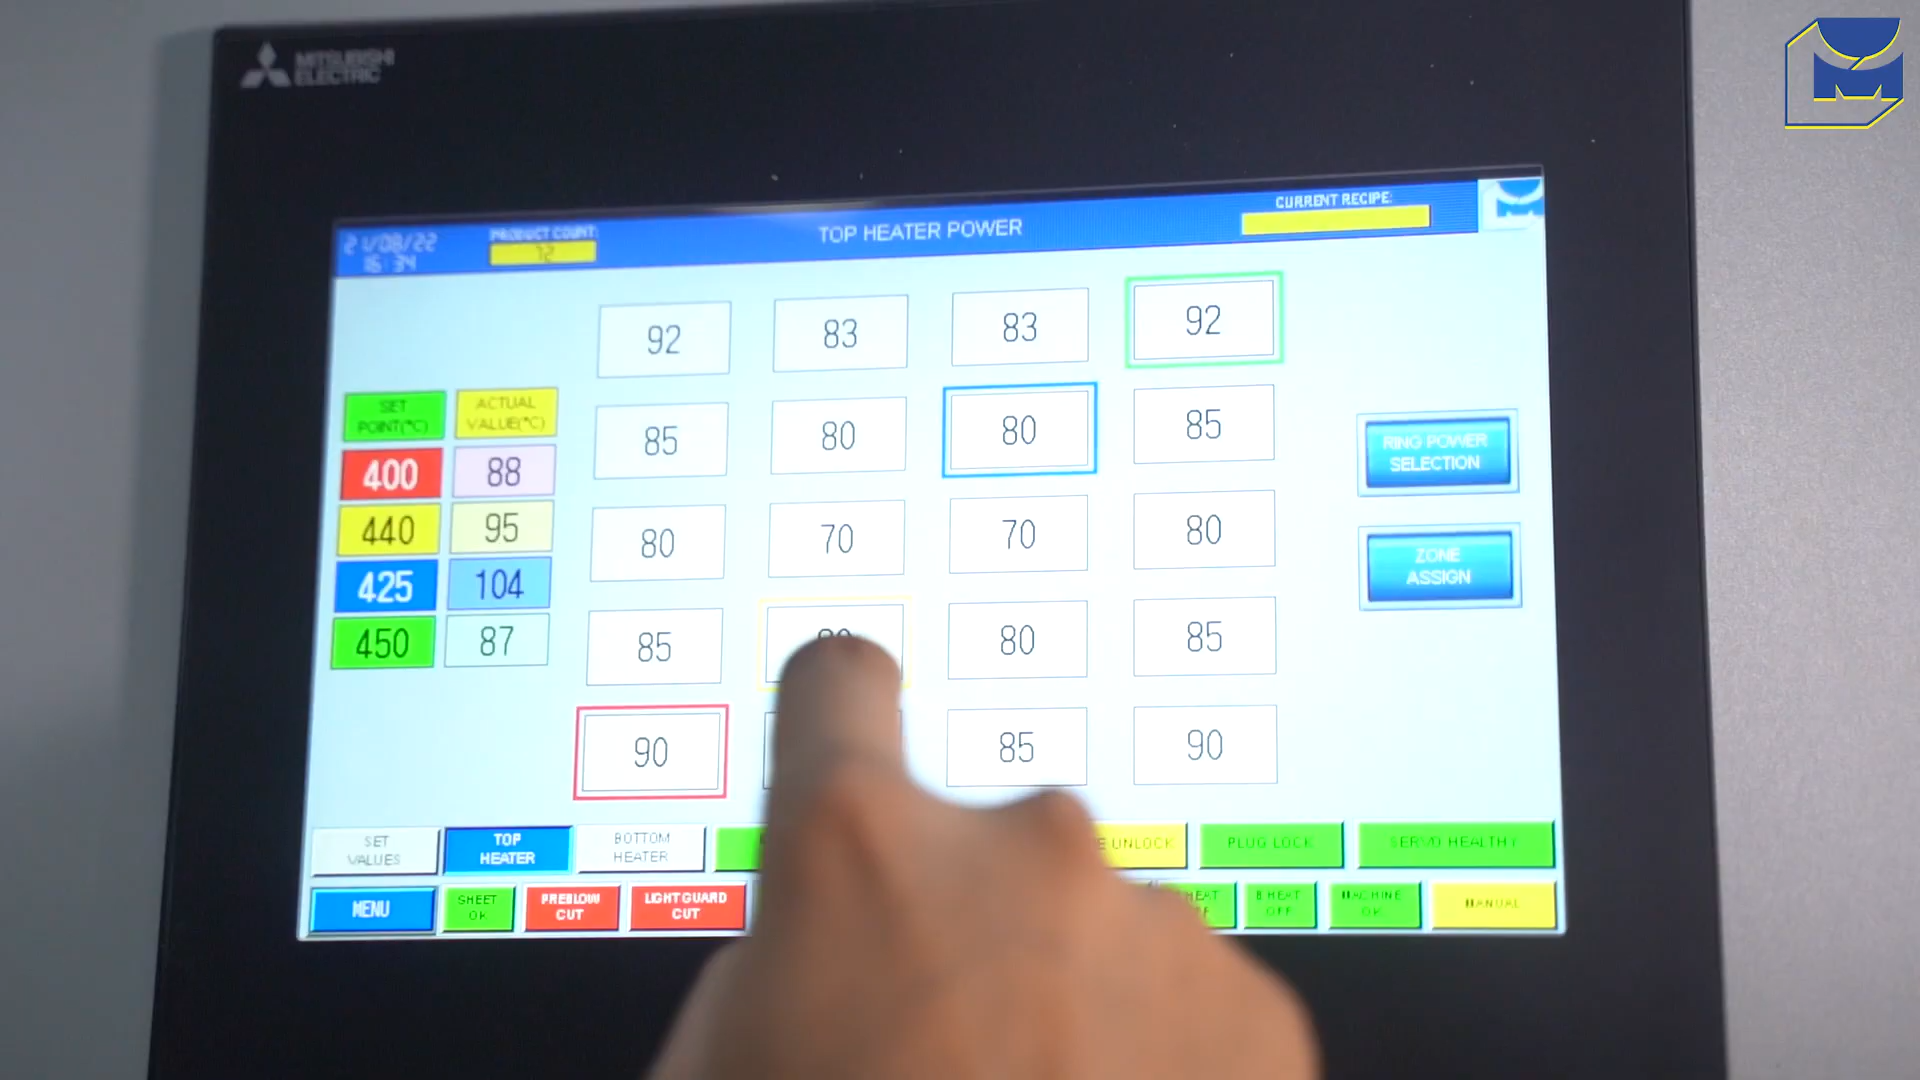 MITSUBISHI
ELECTRIC
21/08/22
16:34
PRODUCT COUNT:
72
TOP HEATER POWER
CURRENT RECIPE:
92 83 83 92
SET
POINT(°C)
ACTUAL
VALUE(°C)
85 80 80 85
400 88
440 95
80 70 70 80
425 104
450 87
85 80 85
90 85 90
RING POWER
SELECTION
ZONE
ASSIGN
SET
VALUES
TOP
HEATER
BOTTOM
HEATER
UNLOCK
PLUG LOCK
SERVO HEALTHY
MENU
SHEET
OK
PREBLOW
CUT
LIGHTGUARD
CUT
HEAT
B HEAT
OFF
MACHINE
OK
MANUAL